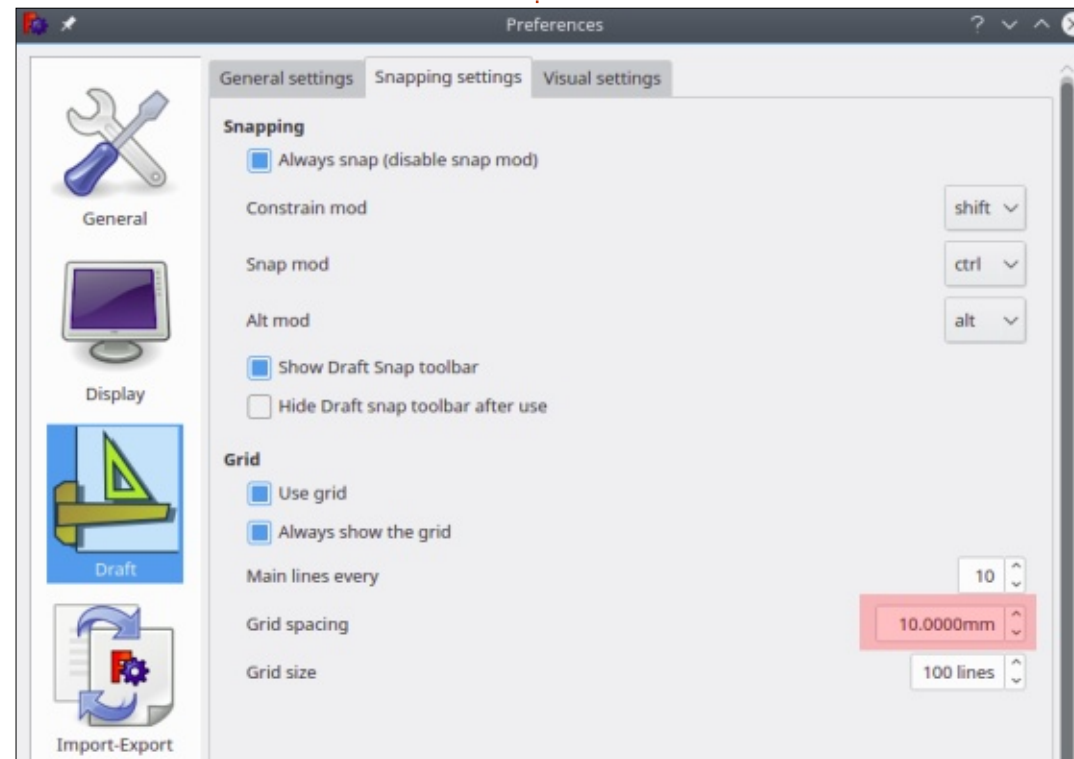 Preferences
General settings Snapping settings Visual settings
Snapping
Always snap (disable snap mod)
General
Constrain mod shift
Snap mod ctrl
Alt mod alt
Show Draft Snap toolbar
Display
Hide Draft snap toolbar after use
Grid
Use grid
Always show the grid
Draft
Main lines every 10
Grid spacing 10.0000mm
Grid size 100 lines
Import-Export